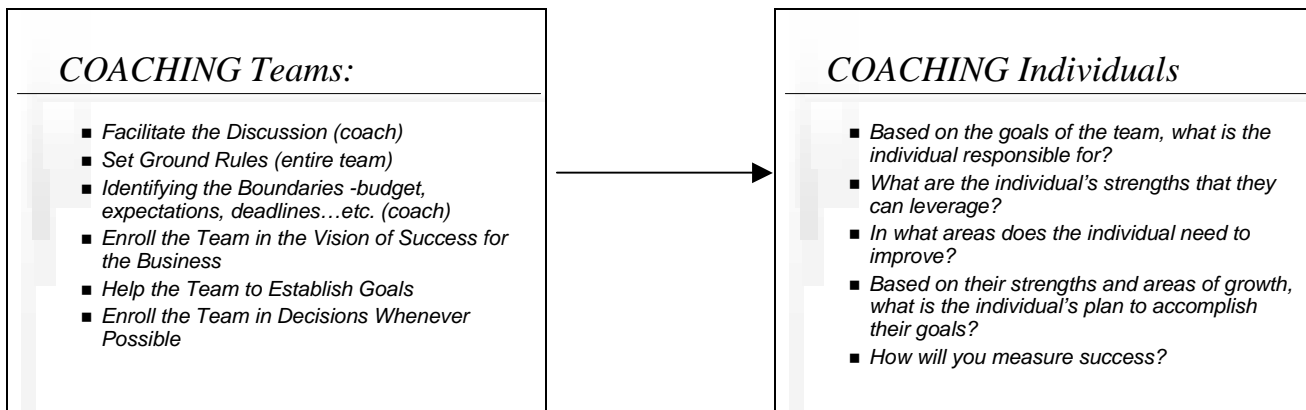 COACHING Teams:
■ Facilitate the Discussion (coach)
■ Set Ground Rules (entire team)
■ Identifying the Boundaries -budget,
expectations, deadlines…etc. (coach)
■ Enroll the Team in the Vision of Success for
the Business
■ Help the Team to Establish Goals
■ Enroll the Team in Decisions Whenever
Possible
COACHING Individuals
■ Based on the goals of the team, what is the
individual responsible for?
■ What are the individual’s strengths that they
can leverage?
■ In what areas does the individual need to
improve?
■ Based on their strengths and areas of growth,
what is the individual’s plan to accomplish
their goals?
■ How will you measure success?